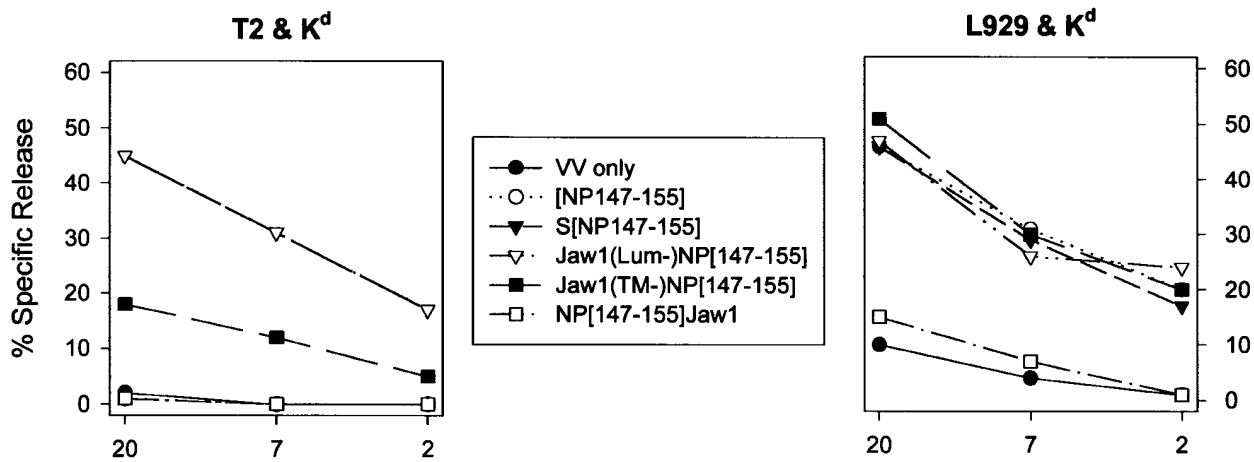 T2 & K^d
L929 & K^d
% Specific Release
60
50
40
30
20
10
0
20
7
2
VV only
[NP147-155]
S[NP147-155]
Jaw1(Lum-)NP[147-155]
Jaw1(TM-)NP[147-155]
NP[147-155]Jaw1
60
50
40
30
20
10
0
20
7
2